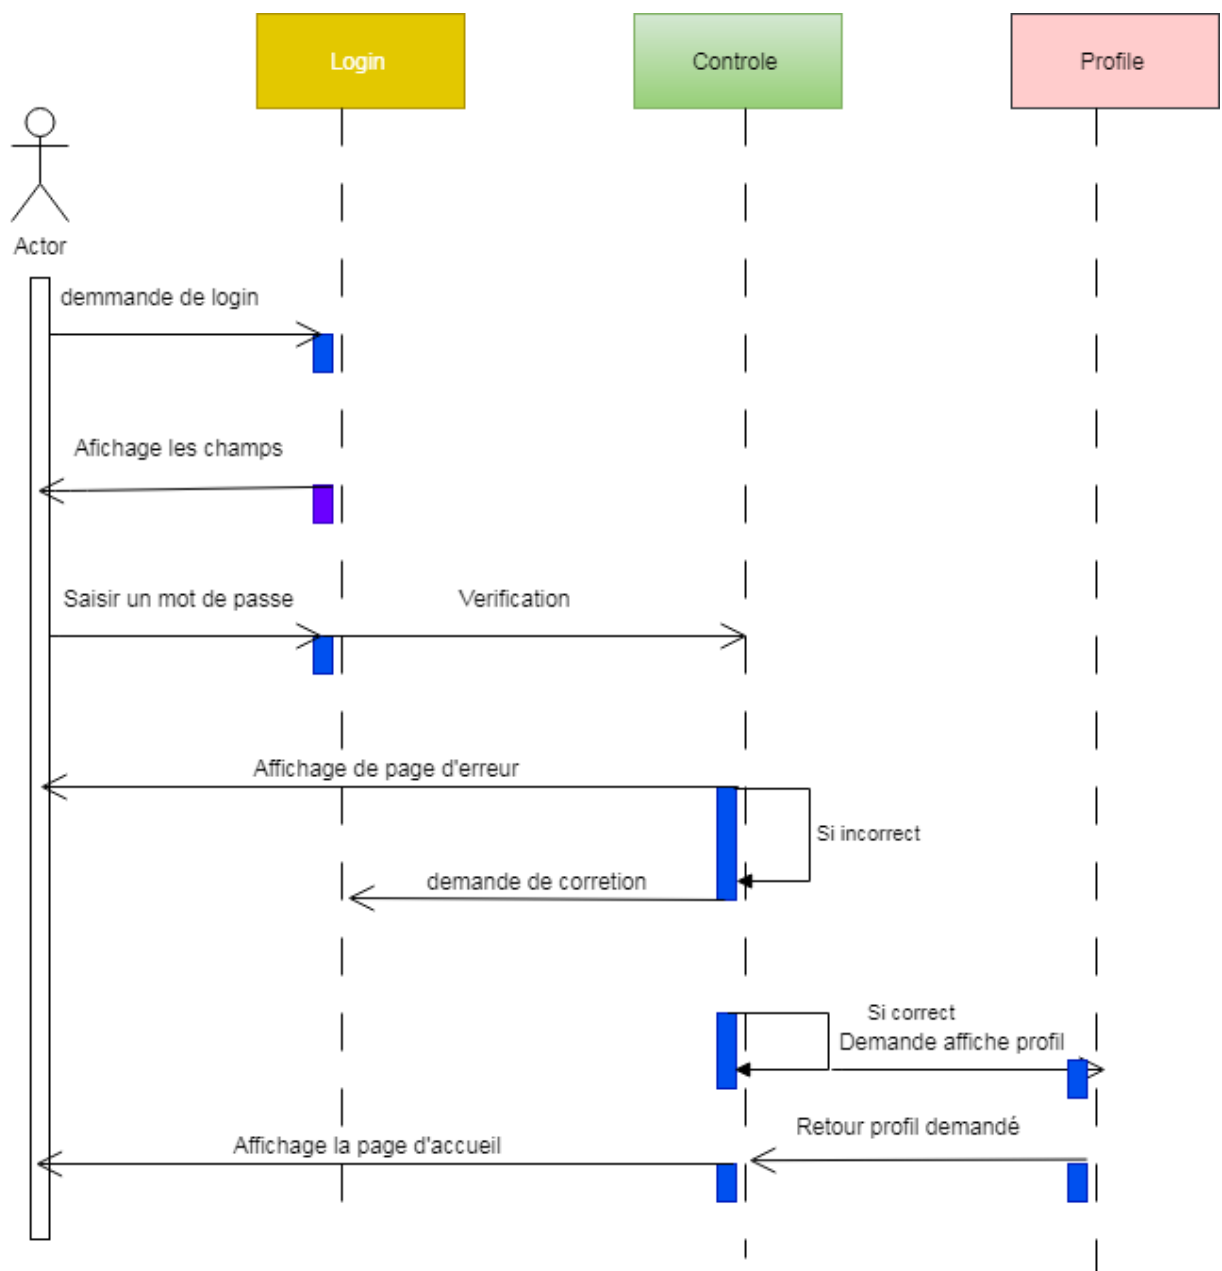 Login
Controle
Profile
Actor
demmande de login
Afichage les champs
Saisir un mot de passe
Verification
Affichage de page d'erreur
Si incorrect
demande de corretion
Si correct
Demande affiche profil
Retour profil demandé
Affichage la page d'accueil